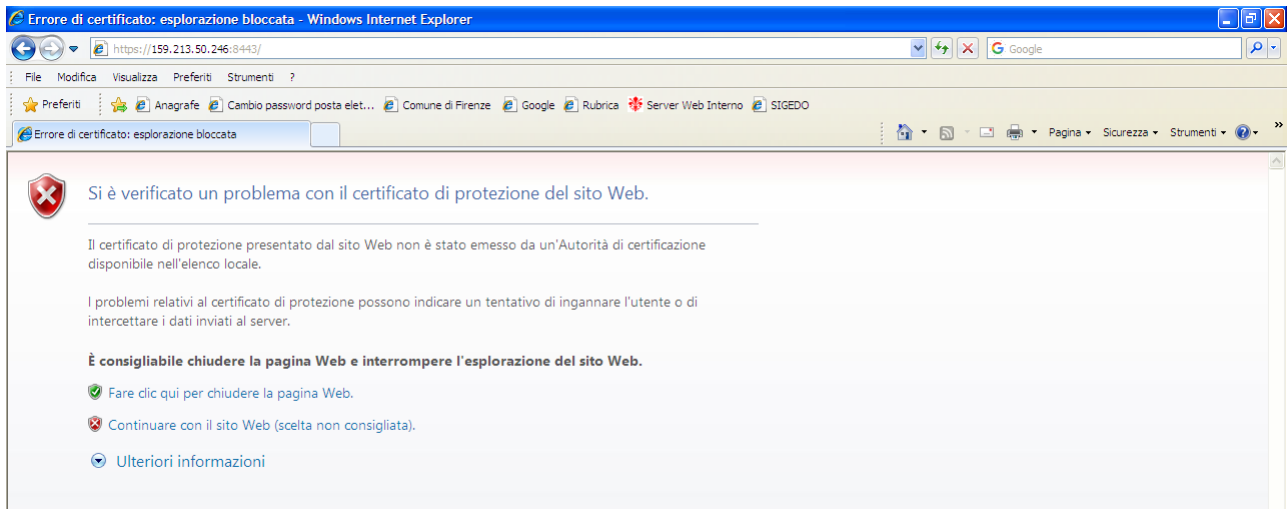 Errore di certificato: esplorazione bloccata - Windows Internet Explorer
https://159.213.50.246:8443/
Google
File Modifica Visualizza Preferiti Strumenti ?
Preferiti Anagrafe Cambio password posta elet... Comune di Firenze Google Rubrica Server Web Interno SIGEDO
Errore di certificato: esplorazione bloccata
Pagina Sicurezza Strumenti »
Si è verificato un problema con il certificato di protezione del sito Web.
Il certificato di protezione presentato dal sito Web non è stato emesso da un'Autorità di certificazione
disponibile nell'elenco locale.
I problemi relativi al certificato di protezione possono indicare un tentativo di ingannare l'utente o di
intercettare i dati inviati al server.
È consigliabile chiudere la pagina Web e interrompere l'esplorazione del sito Web.
Fare clic qui per chiudere la pagina Web.
Continuare con il sito Web (scelta non consigliata).
Ulteriori informazioni